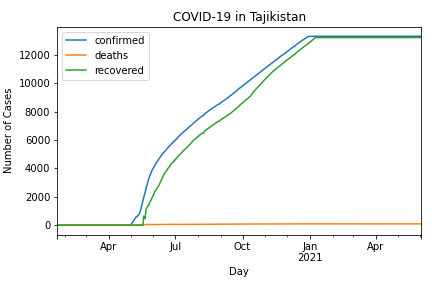 COVID-19 in Tajikistan
confirmed
deaths
recovered
Number of Cases
12000
10000
8000
6000
4000
2000
0
Apr
Jul
Oct
Jan
2021
Apr
Day